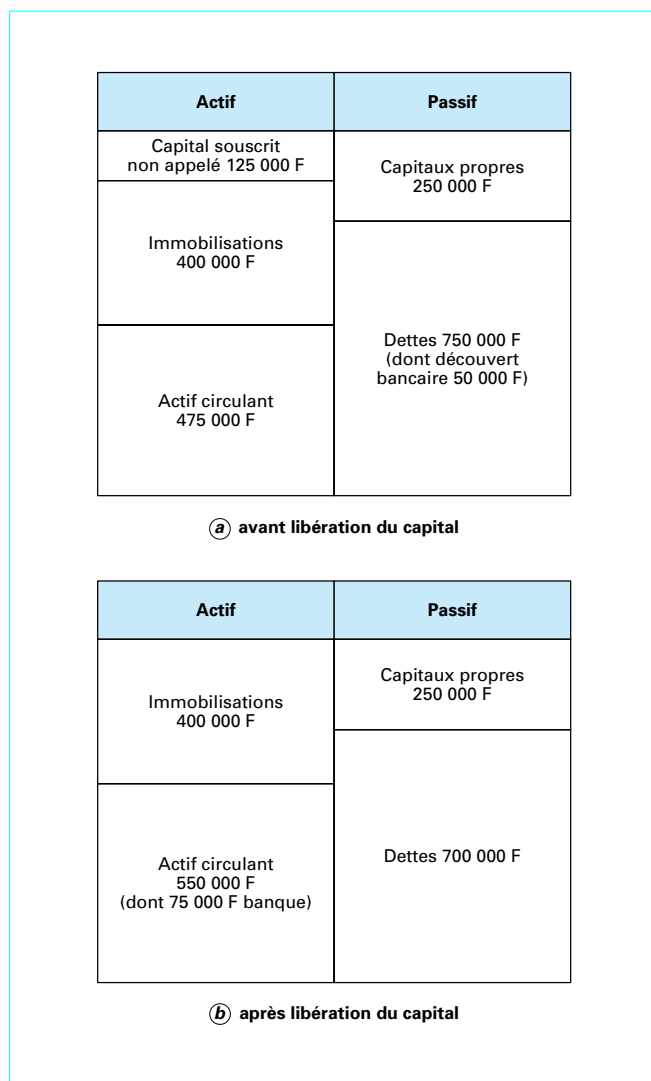 Actif
Passif
Capital souscrit
non appelé 125 000 F
Capitaux propres
250 000 F
Immobilisations
400 000 F
Dettes 750 000 F
(dont découvert
bancaire 50 000 F)
Actif circulant
475 000 F
a avant libération du capital
Actif
Passif
Immobilisations
400 000 F
Capitaux propres
250 000 F
Actif circulant
550 000 F
(dont 75 000 F banque)
Dettes 700 000 F
b après libération du capital